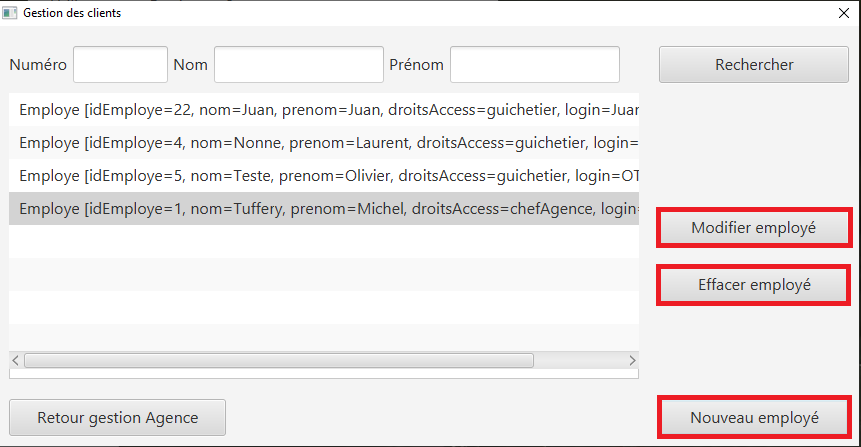 Gestion des clients
Numéro Nom Prénom Rechercher
Employe [idEmploye=22, nom=Juan, prenom=Juan, droitsAccess=guichetier, login=Juan
Employe [idEmploye=4, nom=Nonne, prenom=Laurent, droitsAccess=guichetier, login=
Employe [idEmploye=5, nom=Teste, prenom=Olivier, droitsAccess=guichetier, login=OT
Employe [idEmploye=1, nom=Tuffery, prenom=Michel, droitsAccess=chefAgence, login=
Modifier employé
Effacer employé
Retour gestion Agence
Nouveau employé